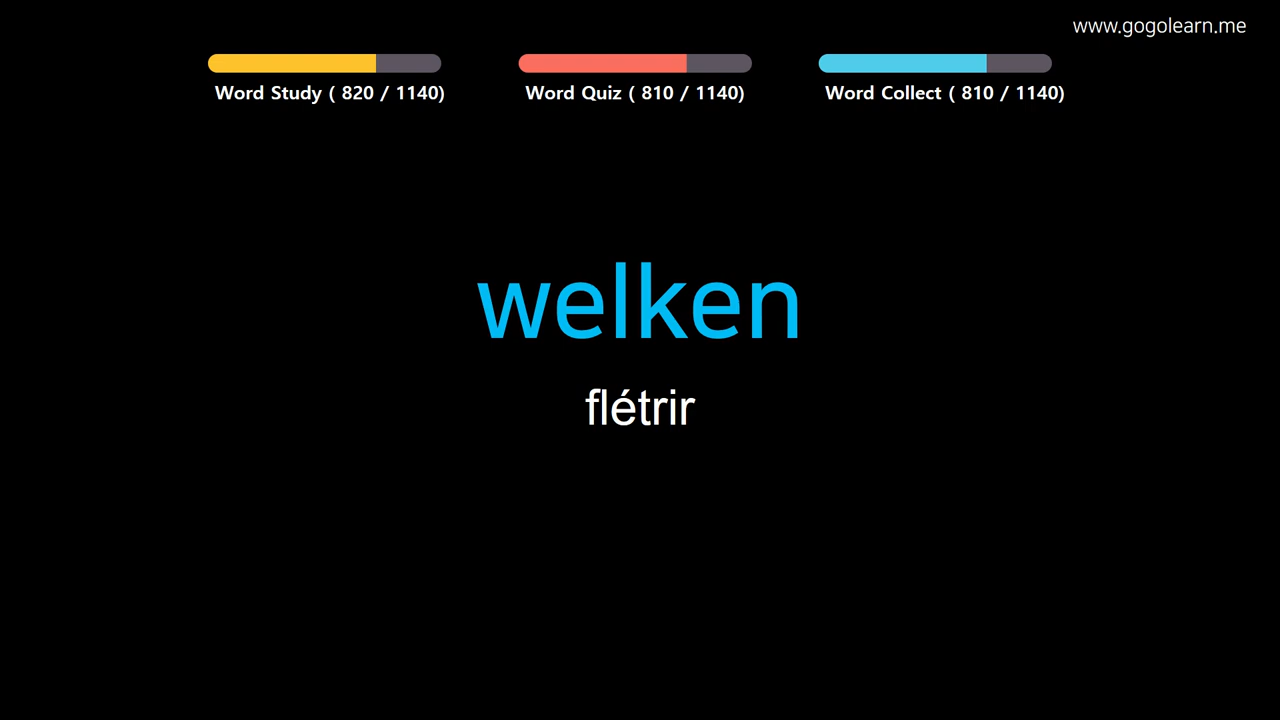 www.gogolearn.me
Word Study ( 820 / 1140)
Word Quiz ( 810 / 1140)
Word Collect ( 810 / 1140)
welken
flétrir